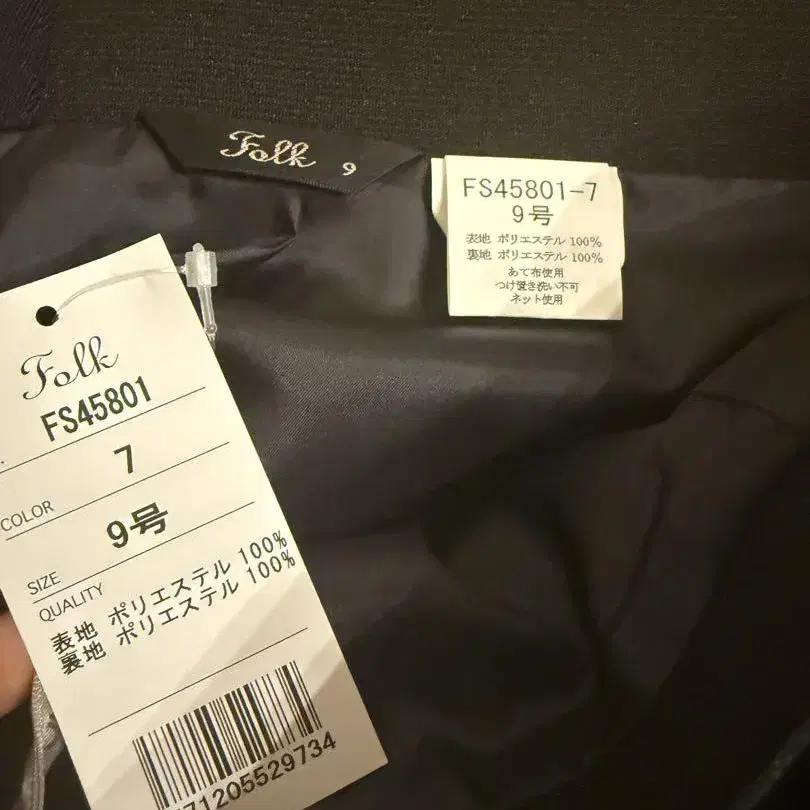 Folk 9
FS45801-7
9号
表地 ポリエステル 100%
裏地 ポリエステル 100%
あて布使用
つけ置き洗い不可
ネット使用
Folk
FS45801
7
COLOR
9号
SIZE
QUALITY
表地 ポリエステル 100%
裏地 ポリエステル 100%
71205529734